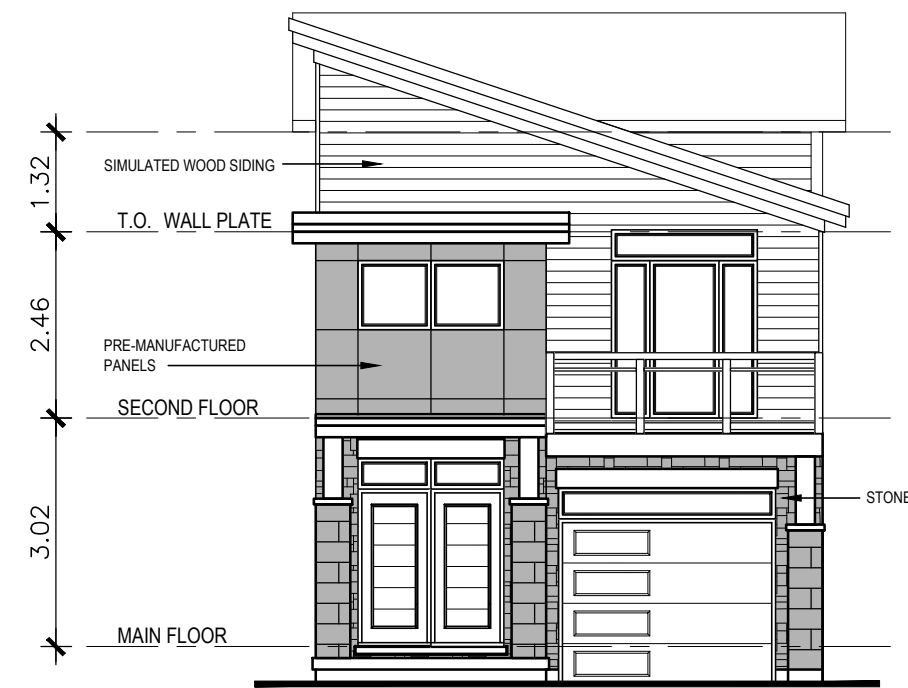 1.32
SIMULATED WOOD SIDING
T.O. WALL PLATE
2.46
PRE-MANUFACTURED
PANELS
SECOND FLOOR
STONE
3.02
MAIN FLOOR